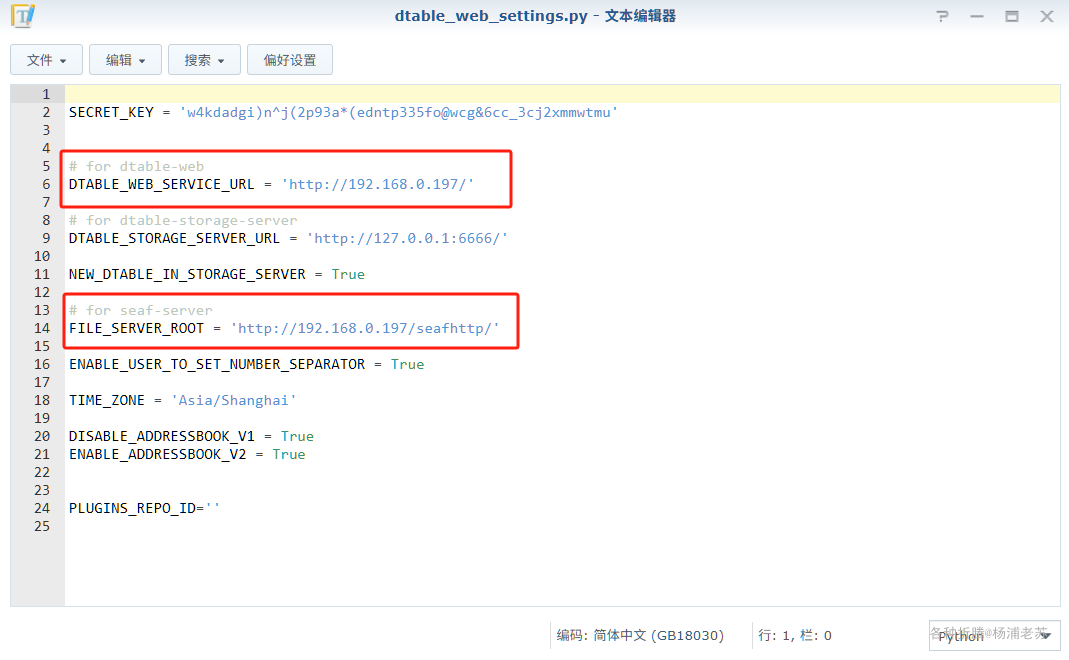 dtable_web_settings.py - 文本编辑器
文件 编辑 搜索 偏好设置
1
2 SECRET_KEY = 'w4kdadgi)n^j(2p93a*(edntp335fo@wcg&6cc_3cj2xmmwtmu'
3
4
5 # for dtable-web
6 DTABLE_WEB_SERVICE_URL = 'http://192.168.0.197/'
7
8 # for dtable-storage-server
9 DTABLE_STORAGE_SERVER_URL = 'http://127.0.0.1:6666/'
10
11 NEW_DTABLE_IN_STORAGE_SERVER = True
12
13 # for seaf-server
14 FILE_SERVER_ROOT = 'http://192.168.0.197/seafhttp/'
15
16 ENABLE_USER_TO_SET_NUMBER_SEPARATOR = True
17
18 TIME_ZONE = 'Asia/Shanghai'
19
20 DISABLE_ADDRESSBOOK_V1 = True
21 ENABLE_ADDRESSBOOK_V2 = True
22
23
24 PLUGINS_REPO_ID=''
25
编码: 简体中文 (GB18030) 行: 1, 栏: 0 Python
各种折腾@杨浦老苏